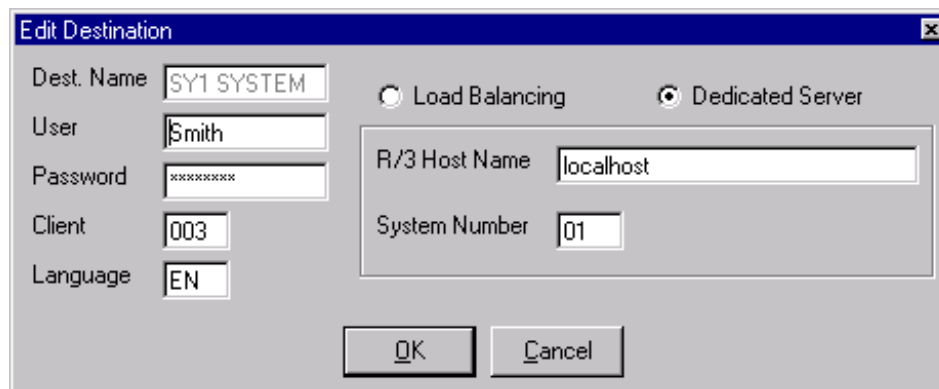 Edit Destination
Dest. Name SY1 SYSTEM
User Smith
Password ********
Client 003
Language EN
Load Balancing Dedicated Server
R/3 Host Name localhost
System Number 01
OK Cancel